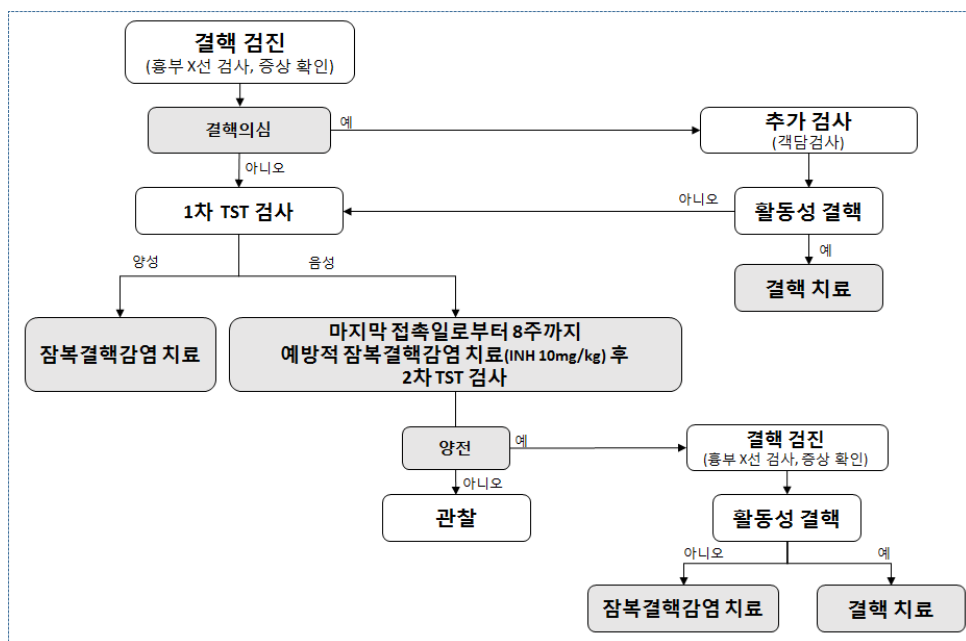 결핵 검진
(흉부 X선 검사, 증상 확인)
결핵의심
예
추가 검사
(객담검사)
아니오
1차 TST 검사
아니오
활동성 결핵
양성
음성
예
결핵 치료
잠복결핵감염 치료
마지막 접촉일로부터 8주까지
예방적 잠복결핵감염 치료(INH 10mg/kg) 후
2차 TST 검사
양전
예
결핵 검진
(흉부 X선 검사, 증상 확인)
아니오
관찰
활동성 결핵
아니오
예
잠복결핵감염 치료
결핵 치료